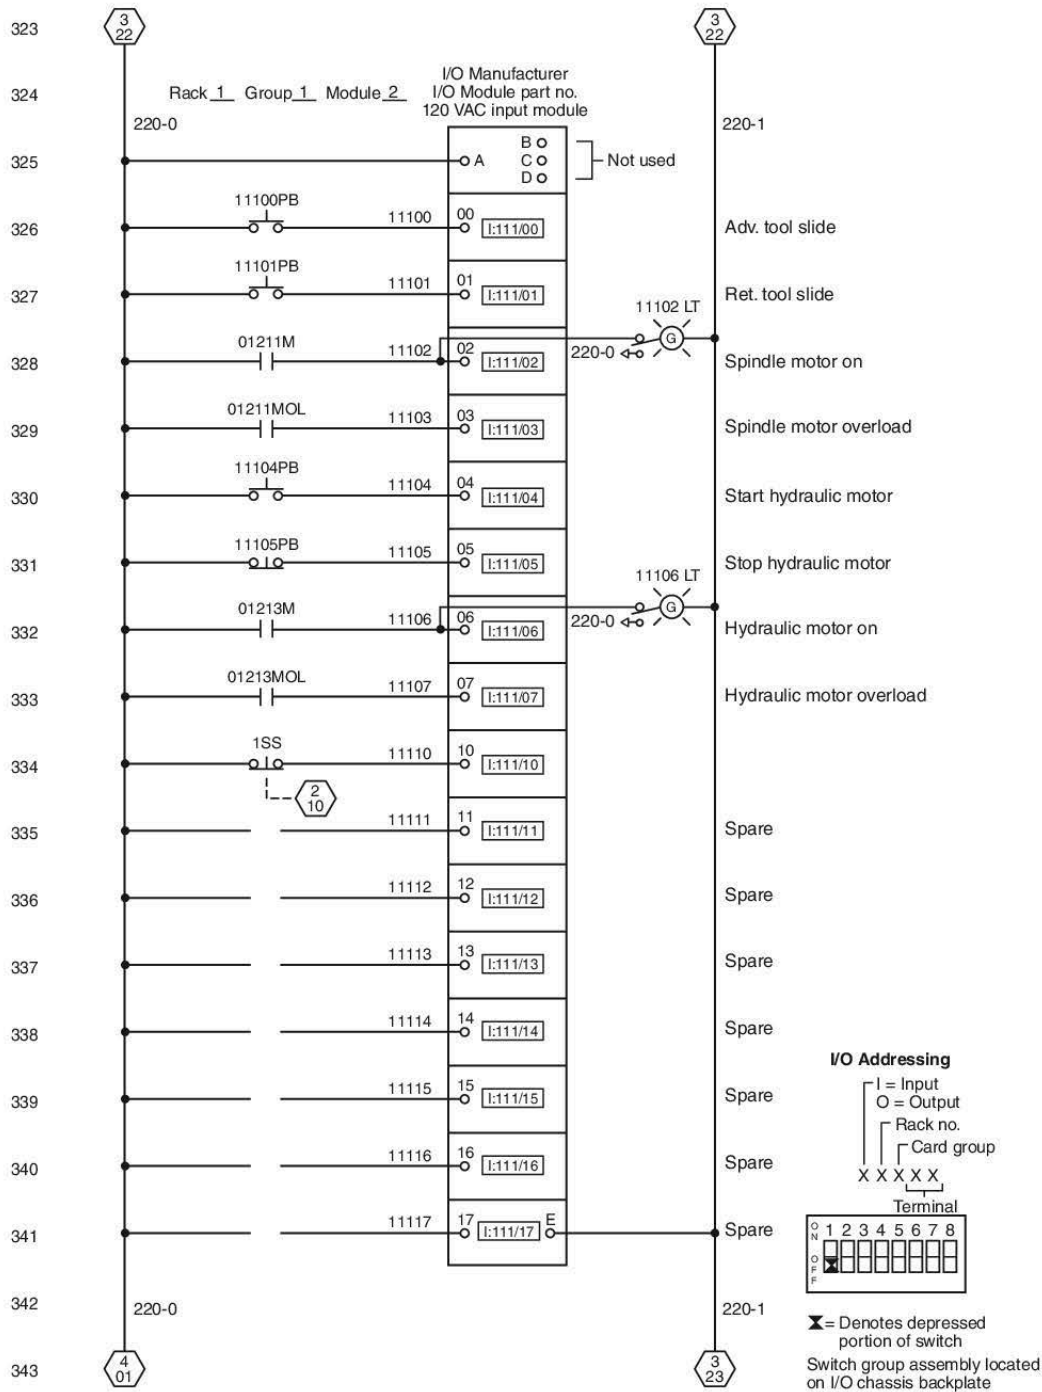 323
3
22
3
22
324
Rack 1 Group 1 Module 2
I/O Manufacturer
I/O Module part no.
120 VAC input module
220-0
220-1
325
A
B
C
D
Not used
326
11100PB
11100
00
I:111/00
Adv. tool slide
327
11101PB
11101
01
I:111/01
Ret. tool slide
11102 LT
G
220-0
328
01211M
11102
02
I:111/02
Spindle motor on
329
01211MOL
11103
03
I:111/03
Spindle motor overload
330
11104PB
11104
04
I:111/04
Start hydraulic motor
331
11105PB
11105
05
I:111/05
Stop hydraulic motor
11106 LT
G
220-0
332
01213M
11106
06
I:111/06
Hydraulic motor on
333
01213MOL
11107
07
I:111/07
Hydraulic motor overload
334
1SS
11110
10
I:111/10
2
10
335
11111
11
I:111/11
Spare
336
11112
12
I:111/12
Spare
337
11113
13
I:111/13
Spare
338
11114
14
I:111/14
Spare
339
11115
15
I:111/15
Spare
340
11116
16
I:111/16
Spare
341
11117
17
I:111/17
E
Spare
342
220-0
220-1
343
4
01
3
23
I/O Addressing
I = Input
O = Output
Rack no.
Card group
X X X X X
Terminal
ON
1 2 3 4 5 6 7 8
OFF
= Denotes depressed
portion of switch
Switch group assembly located
on I/O chassis backplate